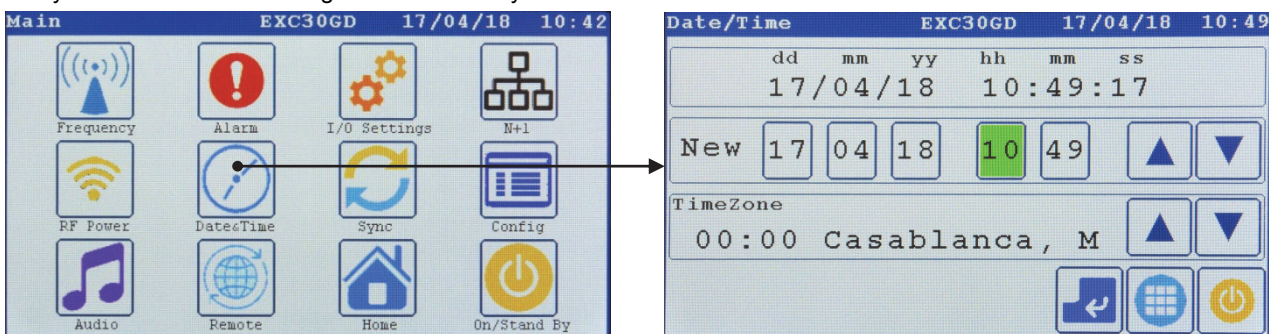 Main EXC30GD 17/04/18 10:42
Frequency Alarm I/O Settings N+1
RF Power Date&Time Sync Config
Audio Remote Home On/Stand By
Date/Time EXC30GD 17/04/18 10:49
dd mm yy hh mm ss
17/04/18 10:49:17
New 17 04 18 10 49
TimeZone
00:00 Casablanca, M